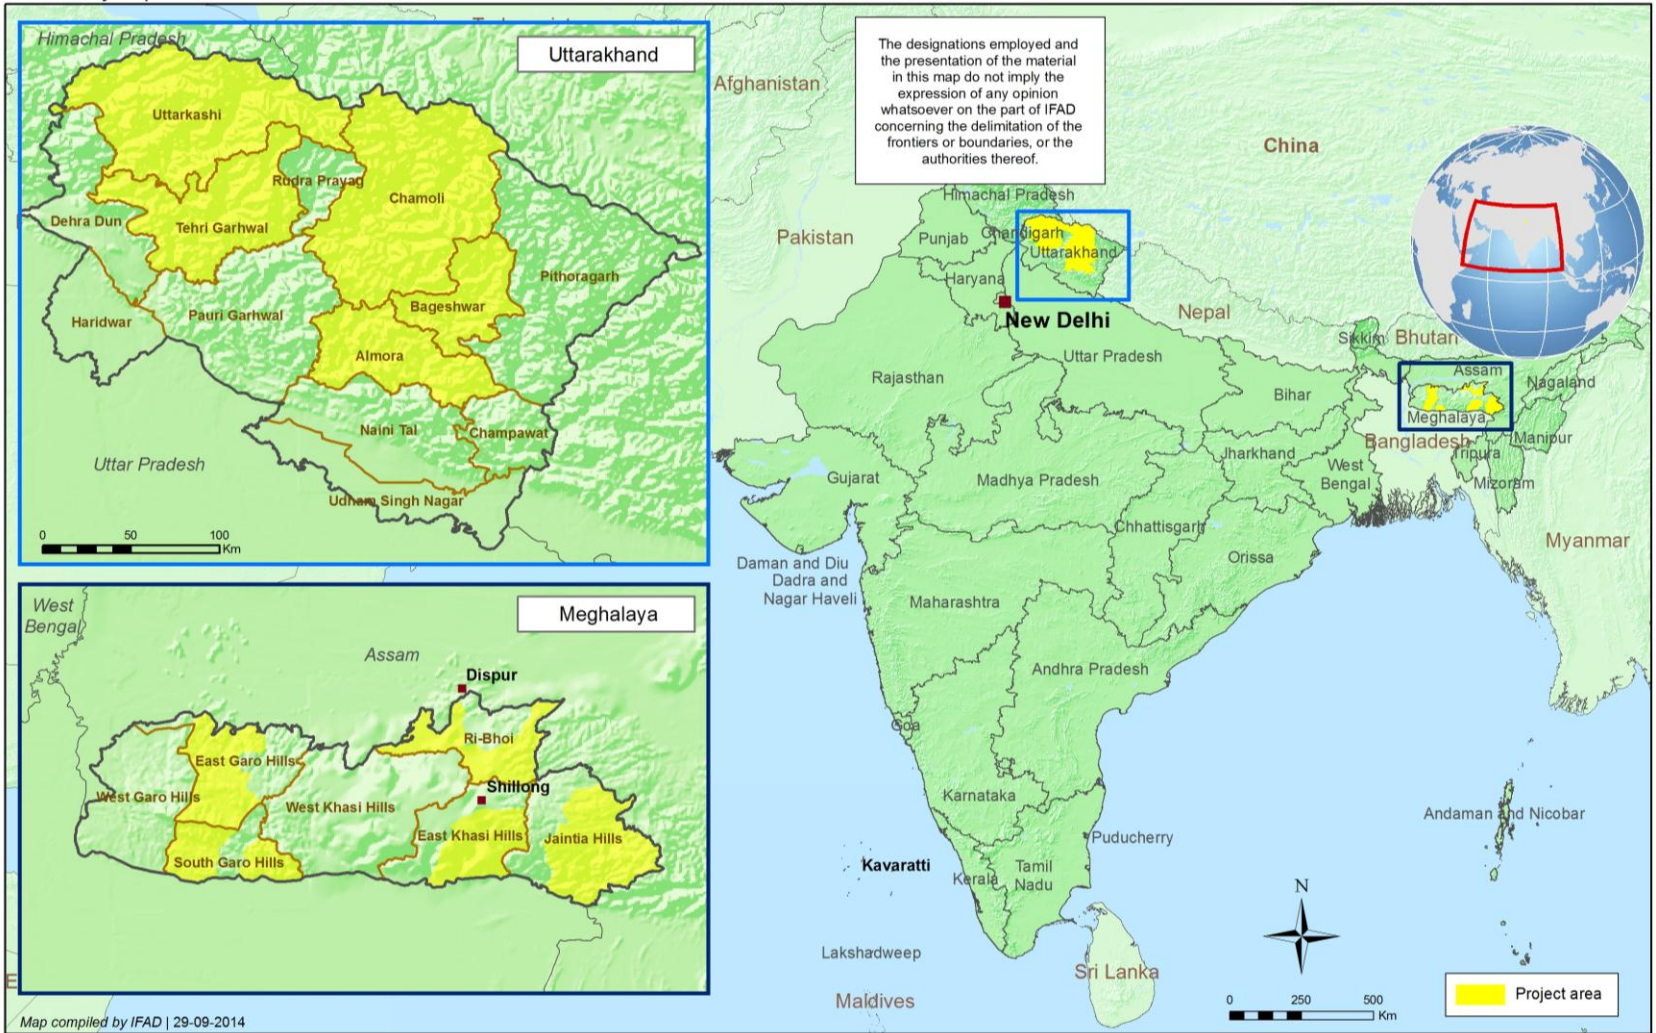 Himachal Pradesh
Uttarakhand
Uttarkashi
Rudra Prayag
Chamoli
Dehra Dun
Tehri Garhwal
Pithoragarh
Bageshwar
Haridwar
Pauri Garhwal
Almora
Naini Tal
Champawat
Uttar Pradesh
Udham Singh Nagar
0 50 100
Km
West
Bengal
Meghalaya
Assam
Dispur
Ri-Bhoi
East Garo Hills
Shillong
West Garo Hills
West Khasi Hills
East Khasi Hills
Jaintia Hills
South Garo Hills
Map compiled by IFAD | 29-09-2014
The designations employed and
the presentation of the material
in this map do not imply the
expression of any opinion
whatsoever on the part of IFAD
concerning the delimitation of the
frontiers or boundaries, or the
authorities thereof.
Afghanistan
China
Himachal Pradesh
Pakistan
Punjab
Chandigarh
Uttarakhand
Haryana
New Delhi
Nepal
Sikkim
Bhutan
Uttar Pradesh
Assam
Rajasthan
Nagaland
Bihar
Meghalaya
Bangladesh
Manipur
Gujarat
Madhya Pradesh
Jharkhand
West
Bengal
Tripura
Mizoram
Chhattisgarh
Myanmar
Daman and Diu
Dadra and
Nagar Haveli
Orissa
Maharashtra
Andhra Pradesh
Goa
Karnataka
Andaman and Nicobar
Puducherry
Kavaratti
Kerala
Tamil
Nadu
N
Lakshadweep
Sri Lanka
Maldives
Project area
0 250 500
Km